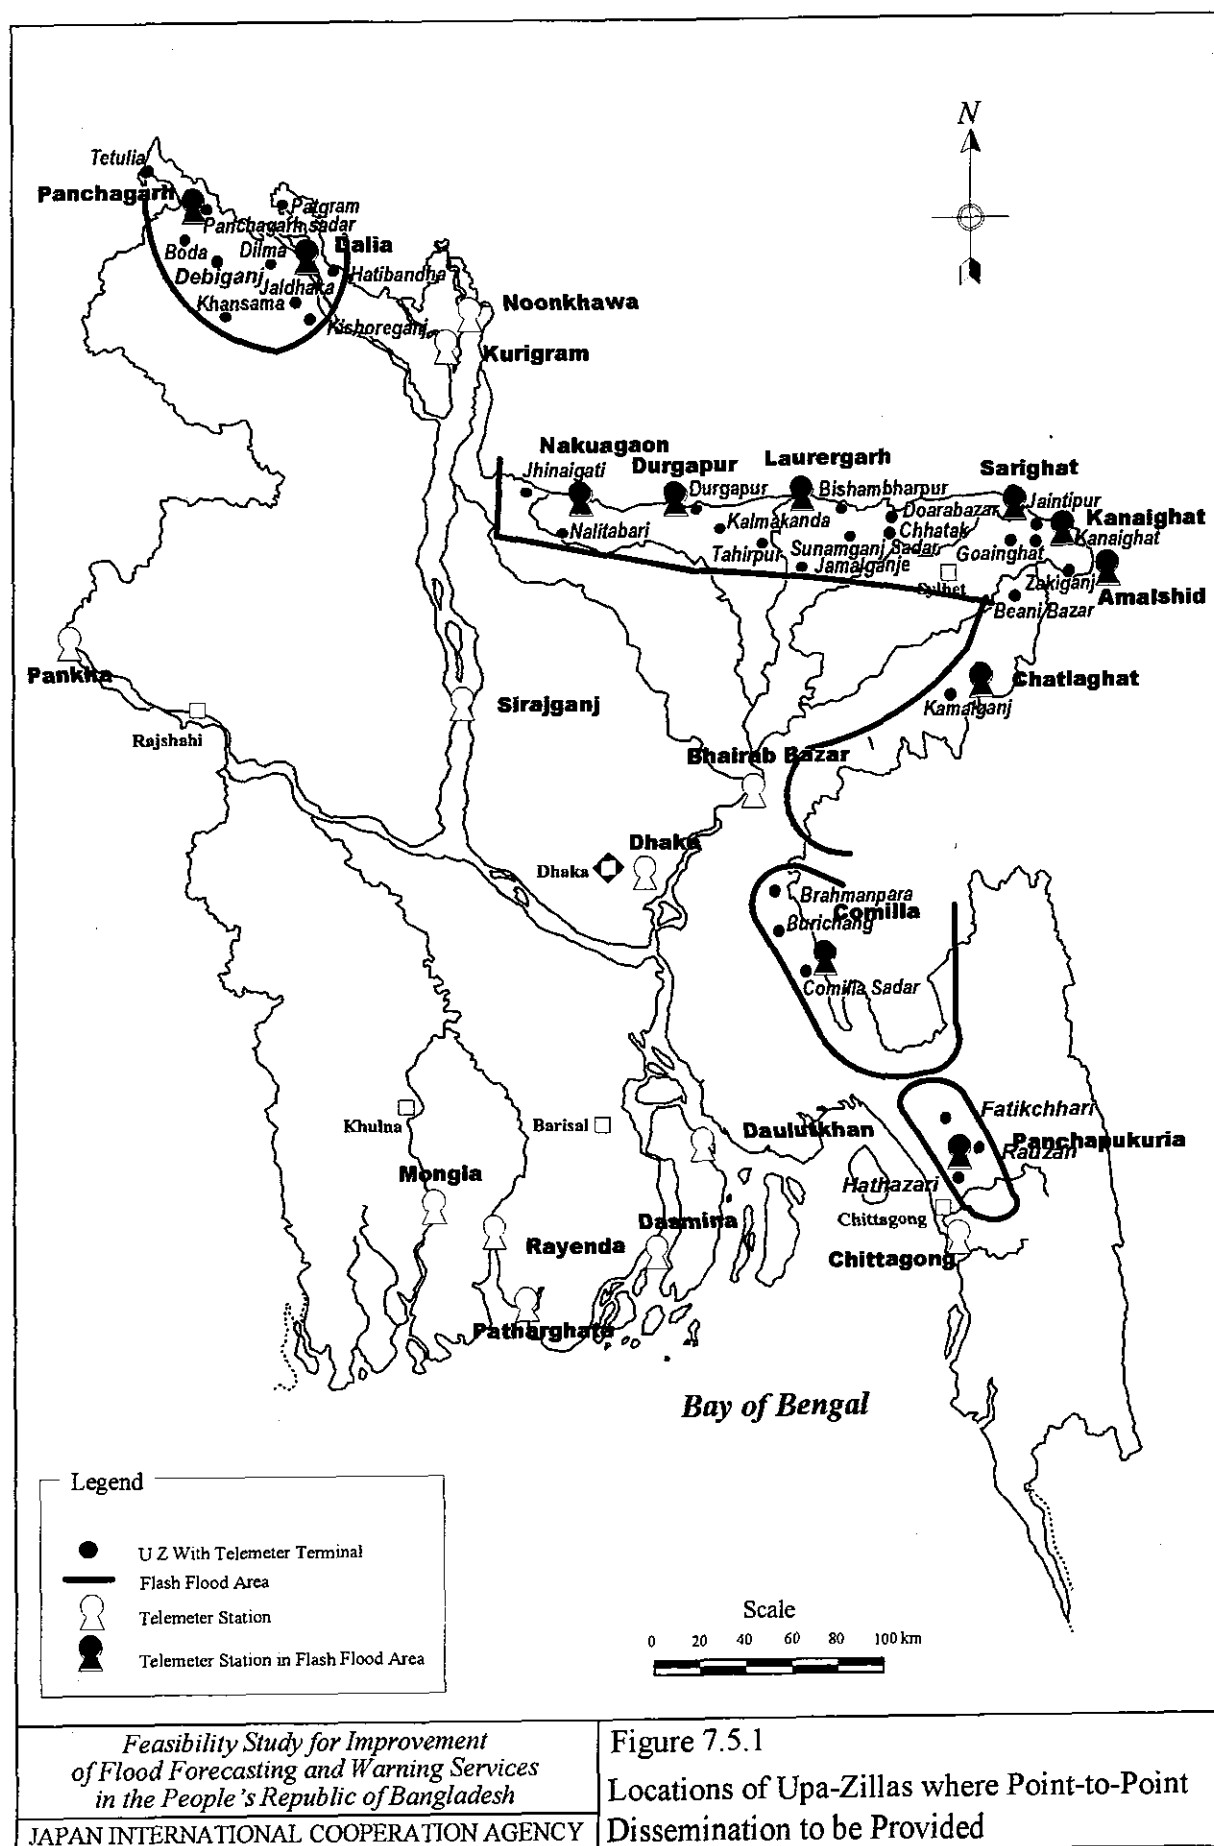 N
Tetulia
Panchagarh
Patgram
Panchagarh sadar
Boda
Dilma
Dalia
Debiganj
Hatibandha
Jaldhaka
Khansama
Kishoreganj
Noonkhawa
Kurigram
Nakuagaon
Durgapur
Laurergarh
Sarighat
Jhinaigati
Durgapur
Bishambharpur
Jaintipur
Doarabazar
Kanaighat
Nalitabari
Kalmakanda
Chhatak
Kanaighat
Tahirpur
Sunamganj Sadar
Goainghat
Jamalganje
Sylhet
Zakiganj
Amalshid
Beani Bazar
Pankha
Chatlaghat
Kamalganj
Sirajganj
Rajshahi
Bhairab Bazar
Dhaka
Dhaka
Brahmanpara
Comilla
Burichang
Comilla Sadar
Khulna
Barisal
Fatikchhari
Daulutkhan
Panchapukuria
Rauzan
Mongla
Hathazari
Dasmina
Chittagong
Rayenda
Chittagong
Patharghata
Bay of Bengal
Legend
U Z With Telemeter Terminal
Flash Flood Area
Telemeter Station
Telemeter Station in Flash Flood Area
Scale
0 20 40 60 80 100 km
Feasibility Study for Improvement
of Flood Forecasting and Warning Services
in the People's Republic of Bangladesh
JAPAN INTERNATIONAL COOPERATION AGENCY
Figure 7.5.1
Locations of Upa-Zillas where Point-to-Point
Dissemination to be Provided